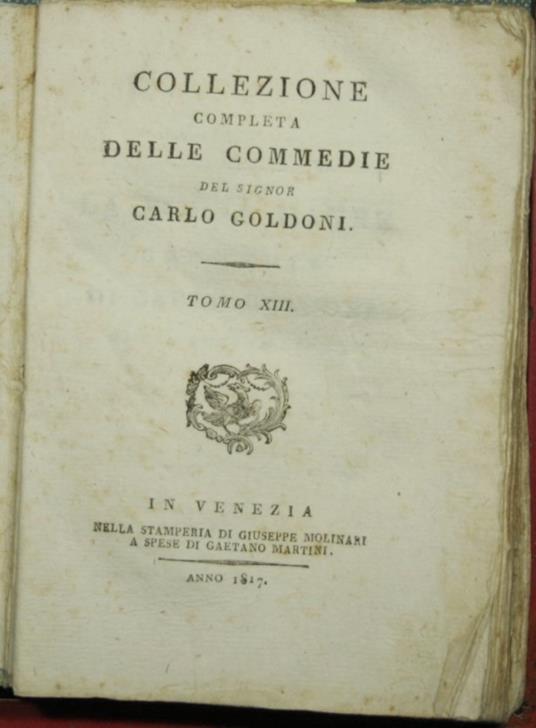 COLLEZIONE
COMPLETA
DELLE COMMEDIE
DEL SIGNOR
CARLO GOLDONI.
TOMO XIII.
IN VENEZIA
NELLA STAMPERIA DI GIUSEPPE MOLINARI
A SPESE DI GAETANO MARTINI.
ANNO 1817.